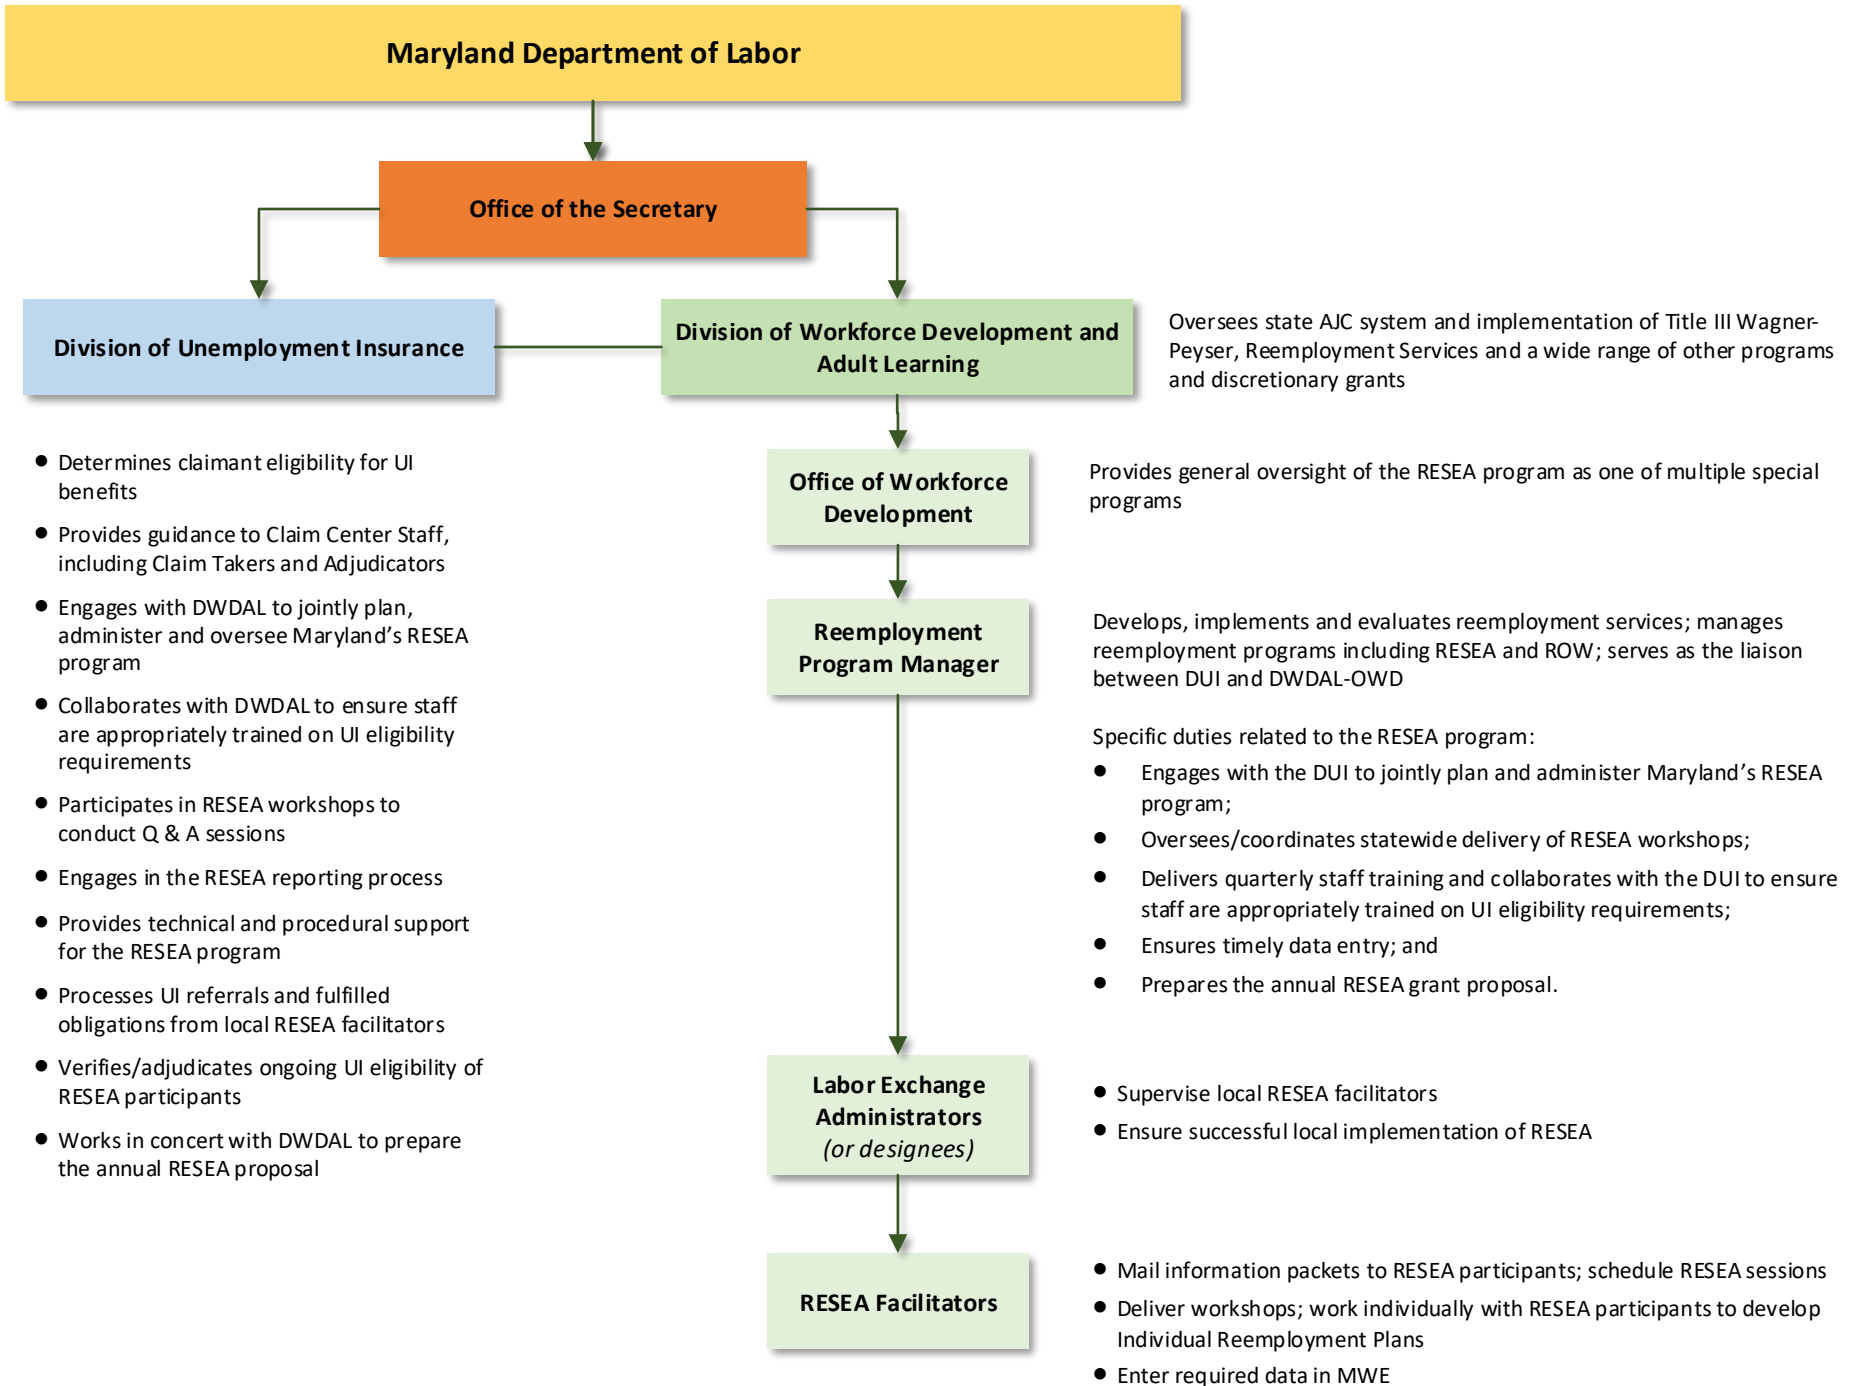 Maryland Department of Labor
Office of the Secretary
Division of Unemployment Insurance
Division of Workforce Development and
Adult Learning
Oversees state AJC system and implementation of Title III Wagner-
Peyser, Reemployment Services and a wide range of other programs
and discretionary grants
● Determines claimant eligibility for UI
benefits
● Provides guidance to Claim Center Staff,
including Claim Takers and Adjudicators
● Engages with DWDAL to jointly plan,
administer and oversee Maryland’s RESEA
program
● Collaborates with DWDAL to ensure staff
are appropriately trained on UI eligibility
requirements
● Participates in RESEA workshops to
conduct Q & A sessions
● Engages in the RESEA reporting process
● Provides technical and procedural support
for the RESEA program
● Processes UI referrals and fulfilled
obligations from local RESEA facilitators
● Verifies/adjudicates ongoing UI eligibility of
RESEA participants
● Works in concert with DWDAL to prepare
the annual RESEA proposal
Office of Workforce
Development
Provides general oversight of the RESEA program as one of multiple special
programs
Reemployment
Program Manager
Develops, implements and evaluates reemployment services; manages
reemployment programs including RESEA and ROW; serves as the liaison
between DUI and DWDAL-OWD
Specific duties related to the RESEA program:
● Engages with the DUI to jointly plan and administer Maryland’s RESEA
program;
● Oversees/coordinates statewide delivery of RESEA workshops;
● Delivers quarterly staff training and collaborates with the DUI to ensure
staff are appropriately trained on UI eligibility requirements;
● Ensures timely data entry; and
● Prepares the annual RESEA grant proposal.
Labor Exchange
Administrators
(or designees)
● Supervise local RESEA facilitators
● Ensure successful local implementation of RESEA
RESEA Facilitators
● Mail information packets to RESEA participants; schedule RESEA sessions
● Deliver workshops; work individually with RESEA participants to develop
Individual Reemployment Plans
● Enter required data in MWE